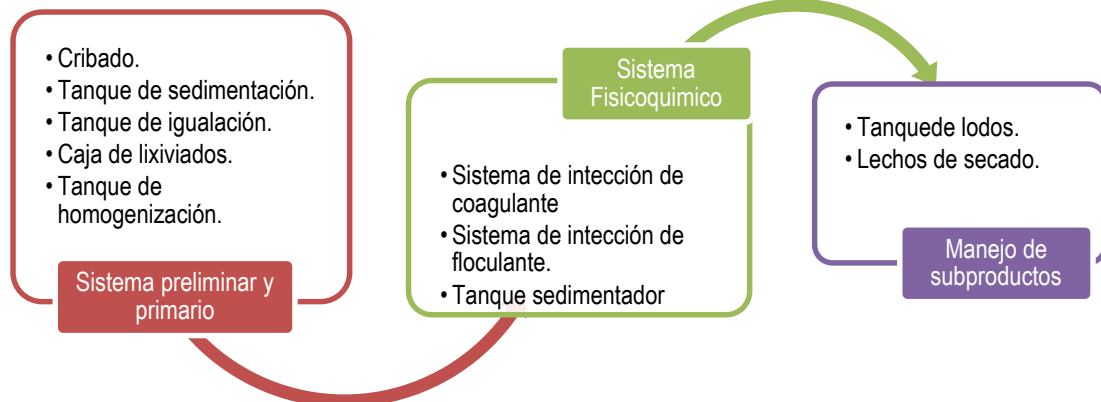 • Cribado.
• Tanque de sedimentación.
• Tanque de igualación.
• Caja de lixiviados.
• Tanque de
homogenización.
Sistema preliminar y
primario
Sistema
Fisicoquimico
• Sistema de intección de
coagulante
• Sistema de intección de
floculante.
• Tanque sedimentador
• Tanquede lodos.
• Lechos de secado.
Manejo de
subproductos